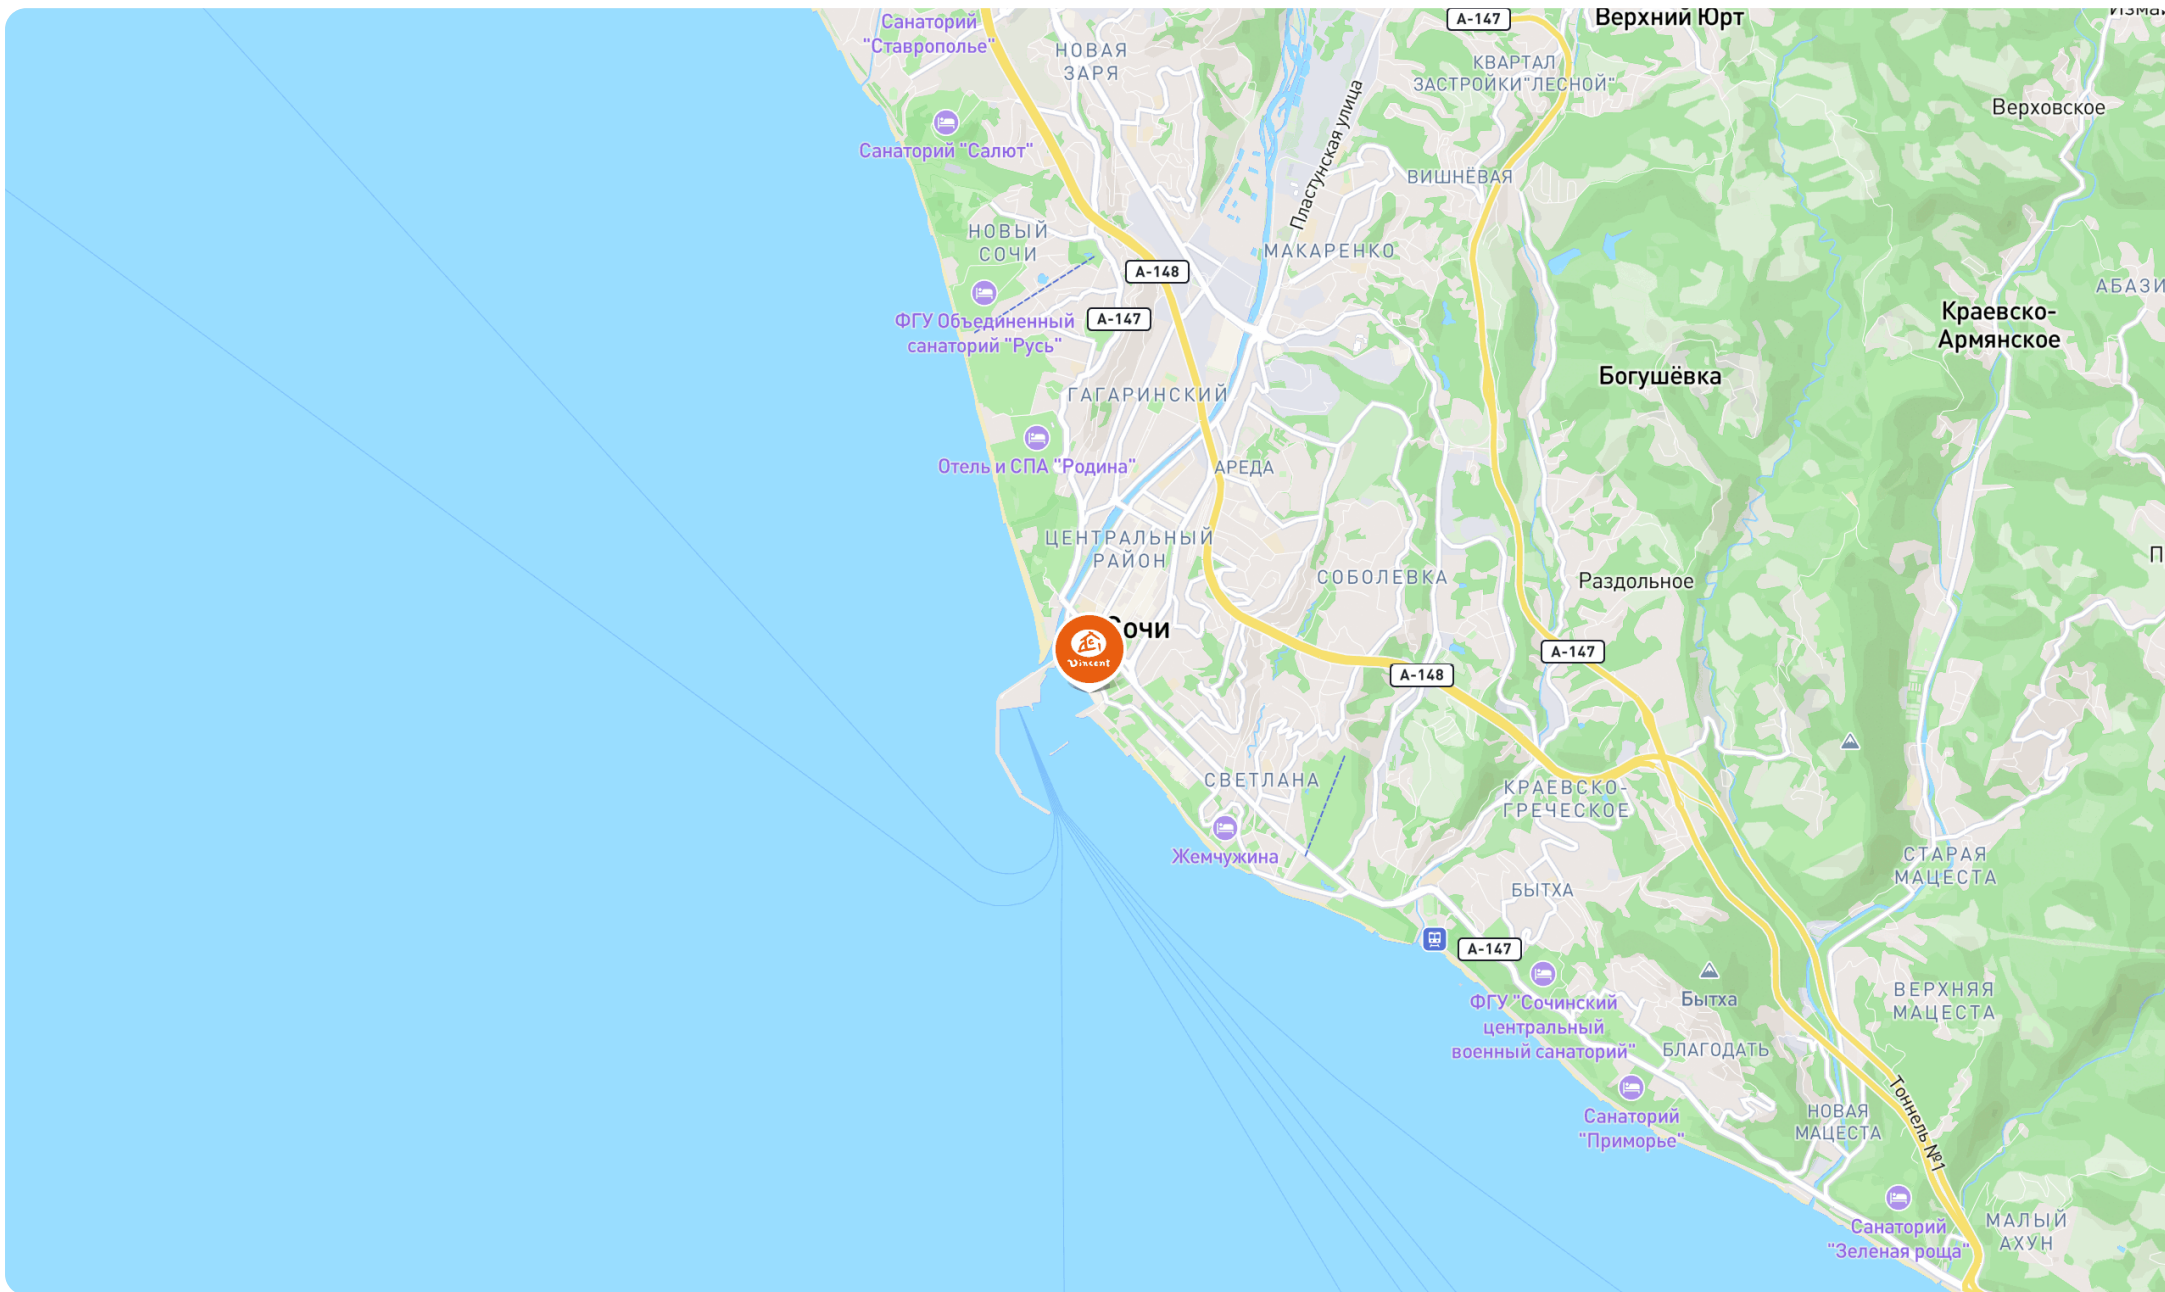 Санаторий
"Ставрополье"
НОВАЯ
ЗАРЯ
А-147
Верхний Юрт
КВАРТАЛ
ЗАСТРОЙКИ"ЛЕСНОЙ"
Верховское
Санаторий "Салют"
Пластунская улица
ВИШНЁВАЯ
НОВЫЙ
СОЧИ
МАКАРЕНКО
А-148
АБАЗИ
ФГУ Объединенный
санаторий "Русь"
А-147
Краевско-
Армянское
Богушёвка
ГАГАРИНСКИЙ
Отель и СПА "Родина"
АРЕДА
ЦЕНТРАЛЬНЫЙ
РАЙОН
СОБОЛЕВКА
Раздольное
П
Сочи
Vincent
А-147
А-148
СВЕТЛАНА
КРАЕВСКО-
ГРЕЧЕСКОЕ
Жемчужина
СТАРАЯ
МАЦЕСТА
БЫТХА
А-147
ФГУ "Сочинский
центральный
военный санаторий"
Бытха
ВЕРХНЯЯ
МАЦЕСТА
БЛАГОДАТЬ
Санаторий
"Приморье"
НОВАЯ
МАЦЕСТА
Тоннель №1
Санаторий
"Зеленая роща"
МАЛЫЙ
АХУН